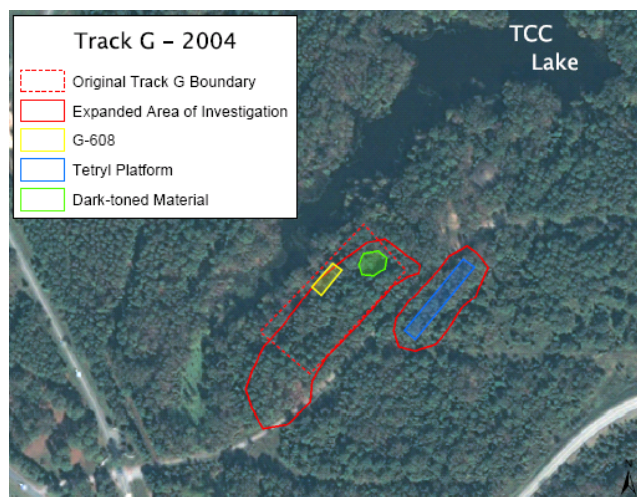 Track G – 2004
Original Track G Boundary
Expanded Area of Investigation
G-608
Tetryl Platform
Dark-toned Material
TCC
Lake